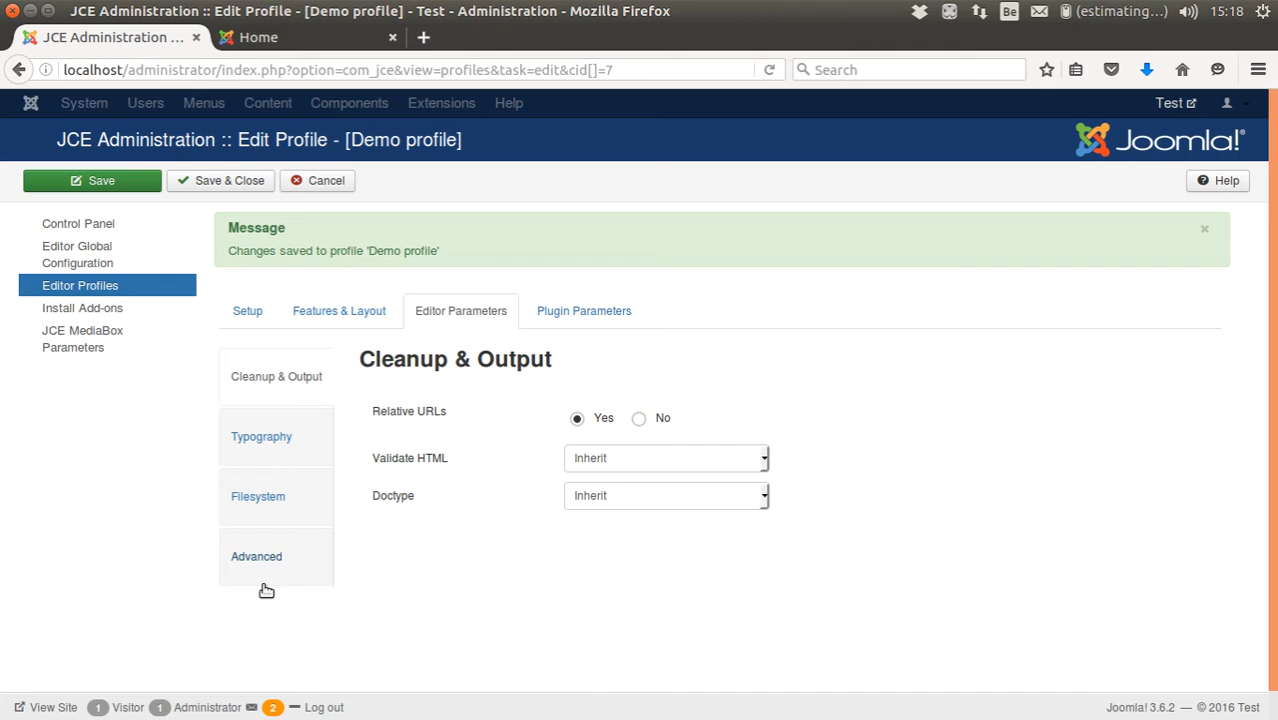 JCE Administration :: Edit Profile - [Demo profile] - Test - Administration - Mozilla Firefox
Be
(estimating...)
15:18
JCE Administration ...
Home
localhost/administrator/index.php?option=com_jce&view=profiles&task=edit&cid[]=7
Search
System Users Menus Content Components Extensions Help
Test
JCE Administration :: Edit Profile - [Demo profile]
Joomla!®
Save
Save & Close
Cancel
Help
Control Panel
Editor Global
Configuration
Editor Profiles
Install Add-ons
JCE MediaBox
Parameters
Message
×
Changes saved to profile 'Demo profile'
Setup
Features & Layout
Editor Parameters
Plugin Parameters
Cleanup & Output
Typography
Filesystem
Advanced
Cleanup & Output
Relative URLs
Yes
No
Validate HTML
Inherit
Doctype
Inherit
View Site
1 Visitor
1 Administrator
2
Log out
Joomla! 3.6.2 — © 2016 Test